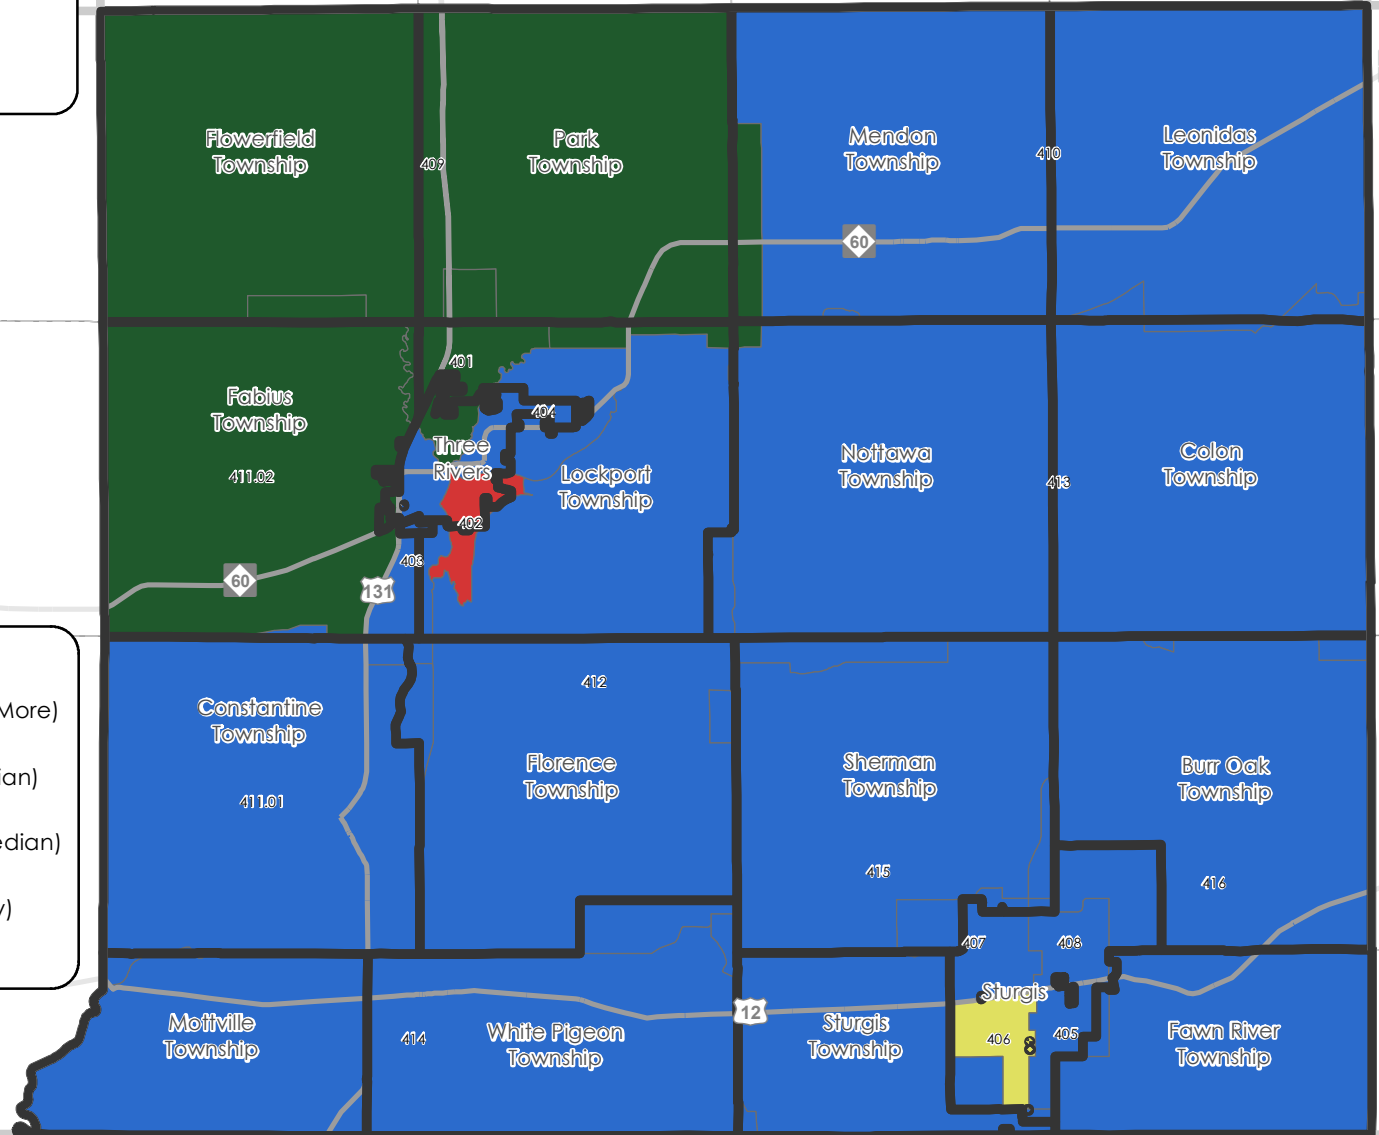 Flowerfield
Township
Park
Township
Mendon
Township
Leonidas
Township
409
410
60
401
Fabius
Township
404
Three
Rivers
Lockport
Township
Nottawa
Township
Colon
Township
411.02
413
402
403
60
131
More)
ian)
edian)
y)
412
Constantine
Township
Florence
Township
Sherman
Township
Burr Oak
Township
411.01
415
416
407
408
Sturgis
12
Mottville
Township
414
White Pigeon
Township
Sturgis
Township
406
405
Fawn River
Township